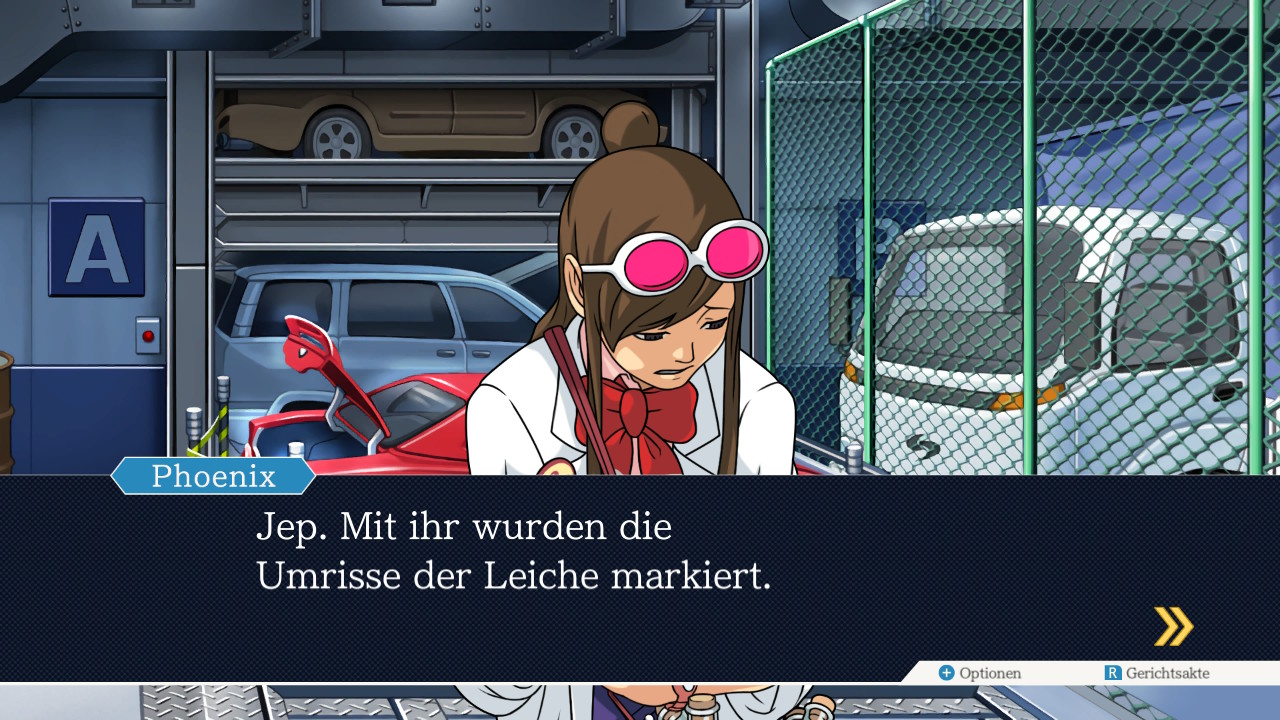 A
Phoenix
Jep. Mit ihr wurden die
Umrisse der Leiche markiert.
Optionen
R Gerichtsakte